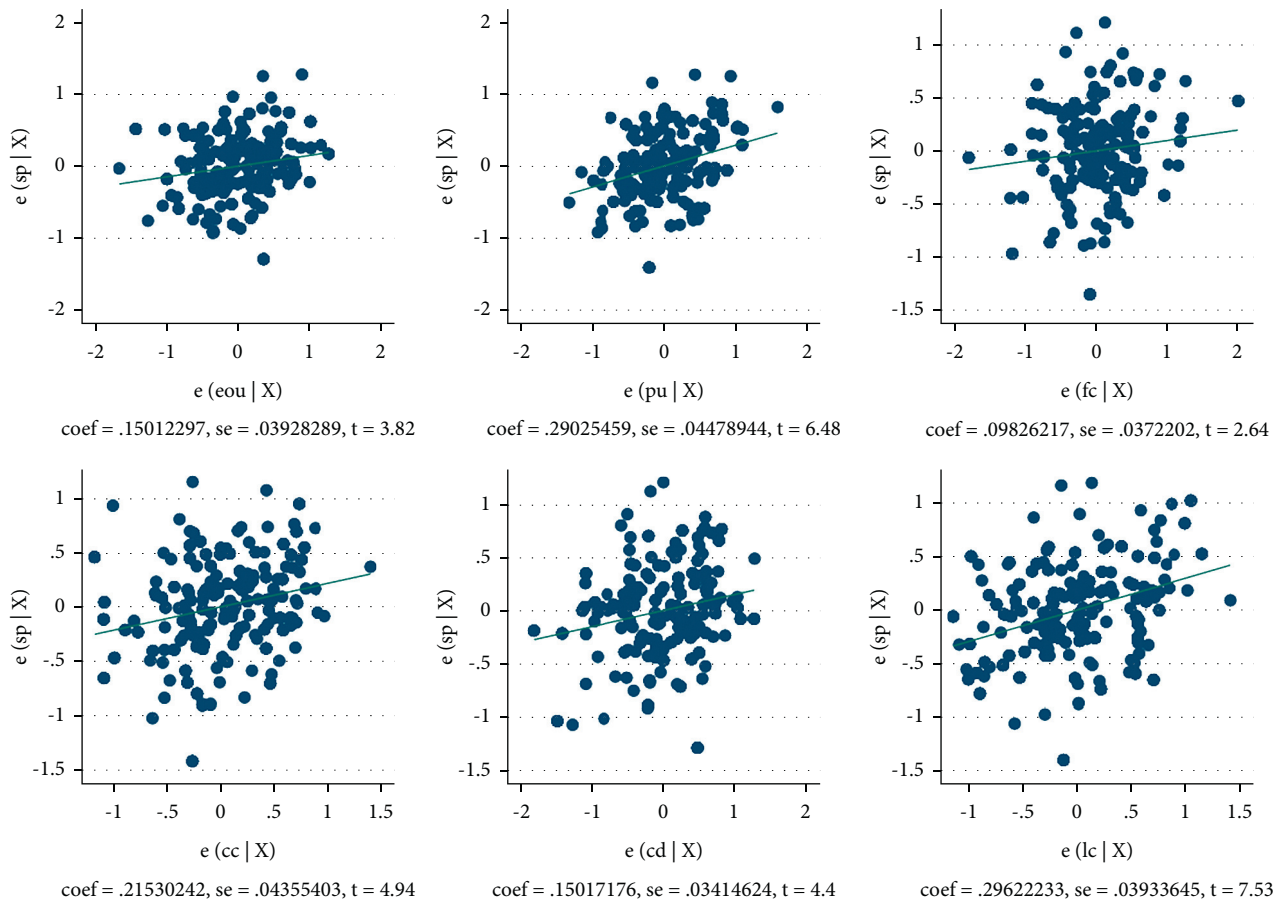 2
1
0
-1
-2
e (sp | X)
-2 -1 0 1 2
e (eou | X)
coef = .15012297, se = .03928289, t = 3.82
2
1
0
-1
-2
e (sp | X)
-2 -1 0 1 2
e (pu | X)
coef = .29025459, se = .04478944, t = 6.48
1
.5
0
-.5
-1
-1.5
e (sp | X)
-2 -1 0 1 2
e (fc | X)
coef = .09826217, se = .0372202, t = 2.64
1
.5
0
-.5
-1
-1.5
e (sp | X)
-1 -.5 0 .5 1 1.5
e (cc | X)
coef = .21530242, se = .04355403, t = 4.94
1
.5
0
-.5
-1
-1.5
e (sp | X)
-2 -1 0 1 2
e (cd | X)
coef = .15017176, se = .03414624, t = 4.4
1
.5
0
-.5
-1
-1.5
e (sp | X)
-1 -.5 0 .5 1 1.5
e (lc | X)
coef = .29622233, se = .03933645, t = 7.53